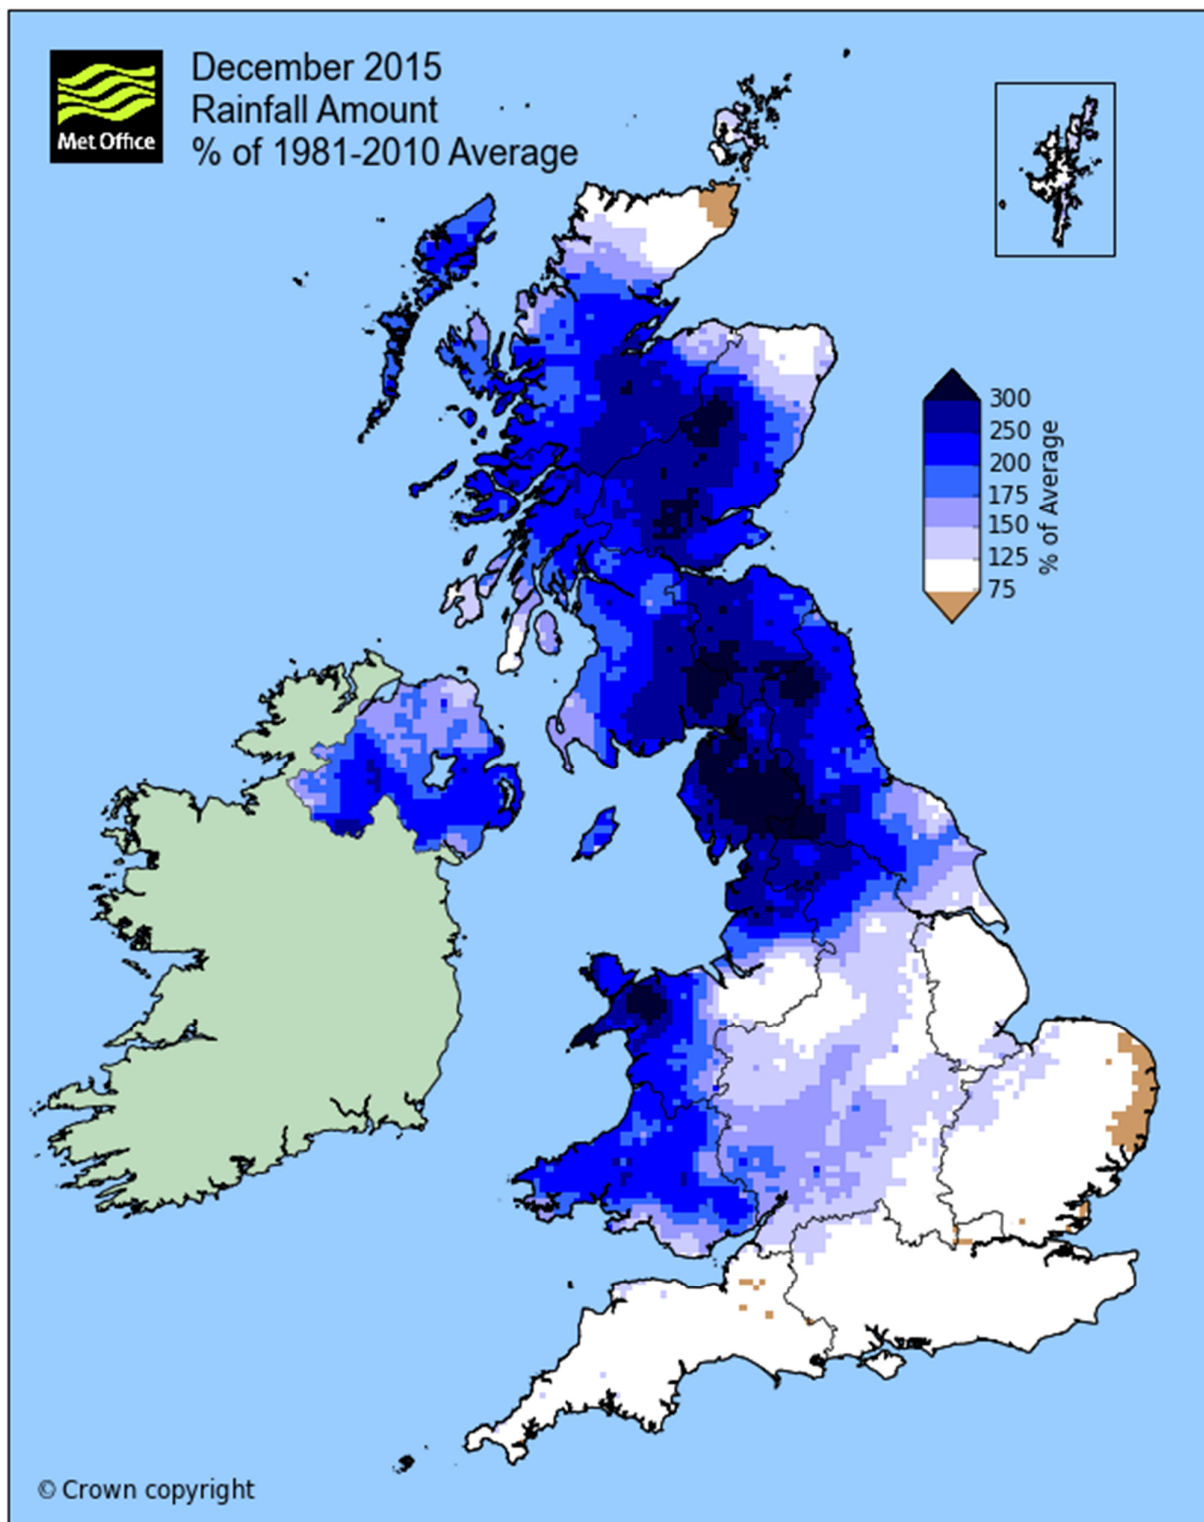 December 2015
Rainfall Amount
% of 1981-2010 Average
Met Office
300
250
200
175
150
125
75
% of Average
© Crown copyright